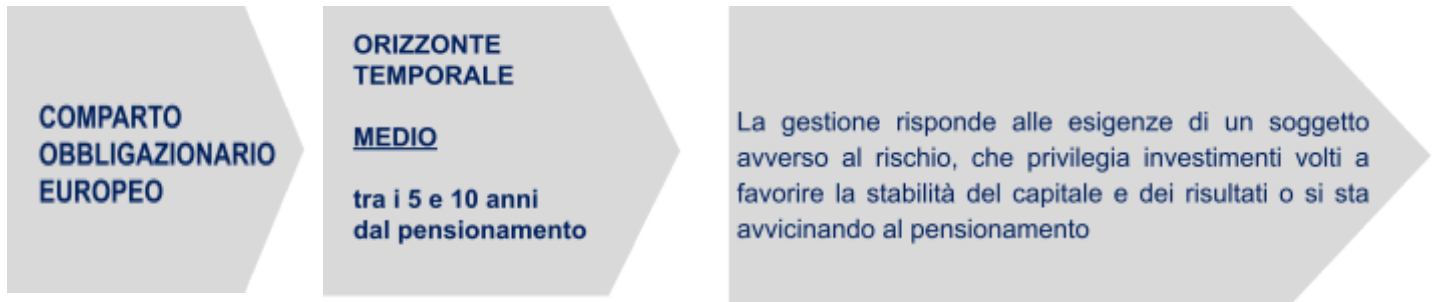 COMPARTO
OBBLIGAZIONARIO
EUROPEO
ORIZZONTE
TEMPORALE
MEDIO
tra i 5 e 10 anni
dal pensionamento
La gestione risponde alle esigenze di un soggetto
avverso al rischio, che privilegia investimenti volti a
favorire la stabilità del capitale e dei risultati o si sta
avvicinando al pensionamento